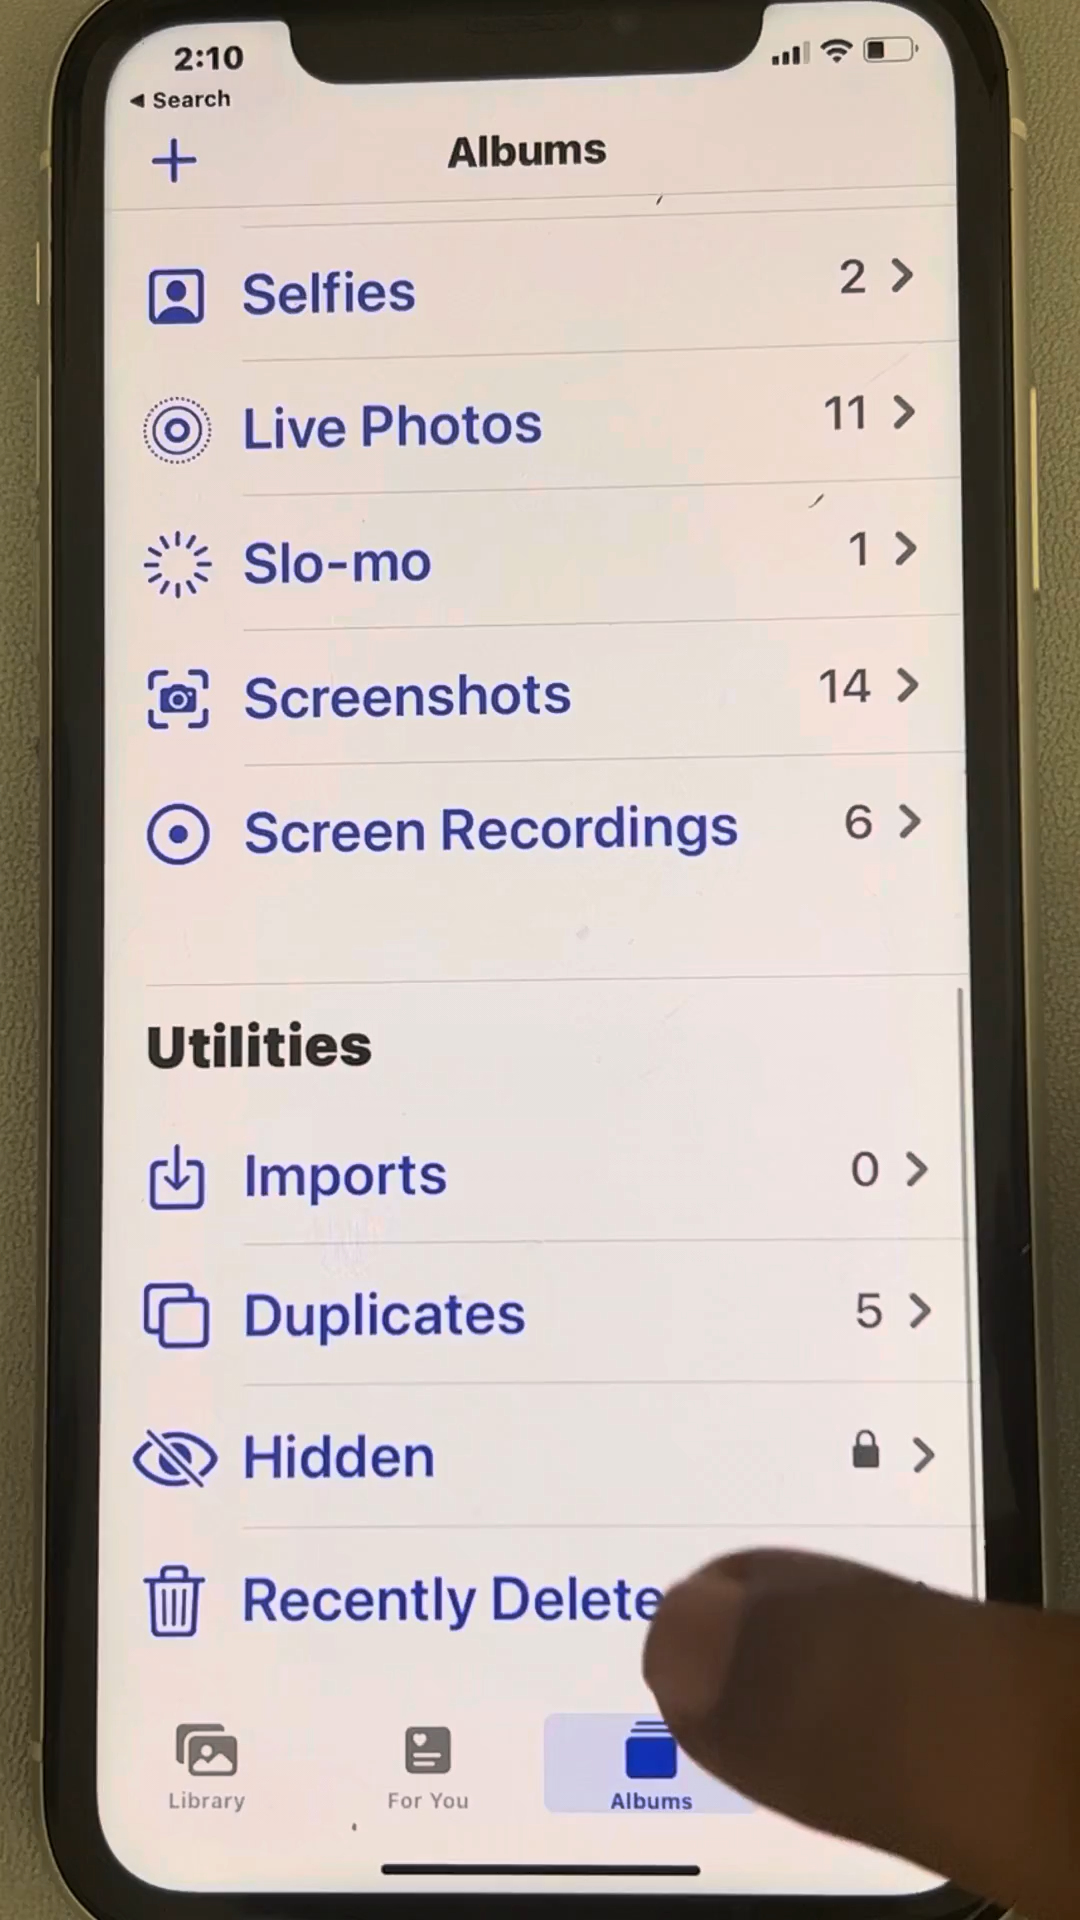 2:10
Search
Albums
Selfies 2
Live Photos 11
Slo-mo 1
Screenshots 14
Screen Recordings 6
Utilities
Imports 0
Duplicates 5
Hidden
Recently Delete
Library For You Albums